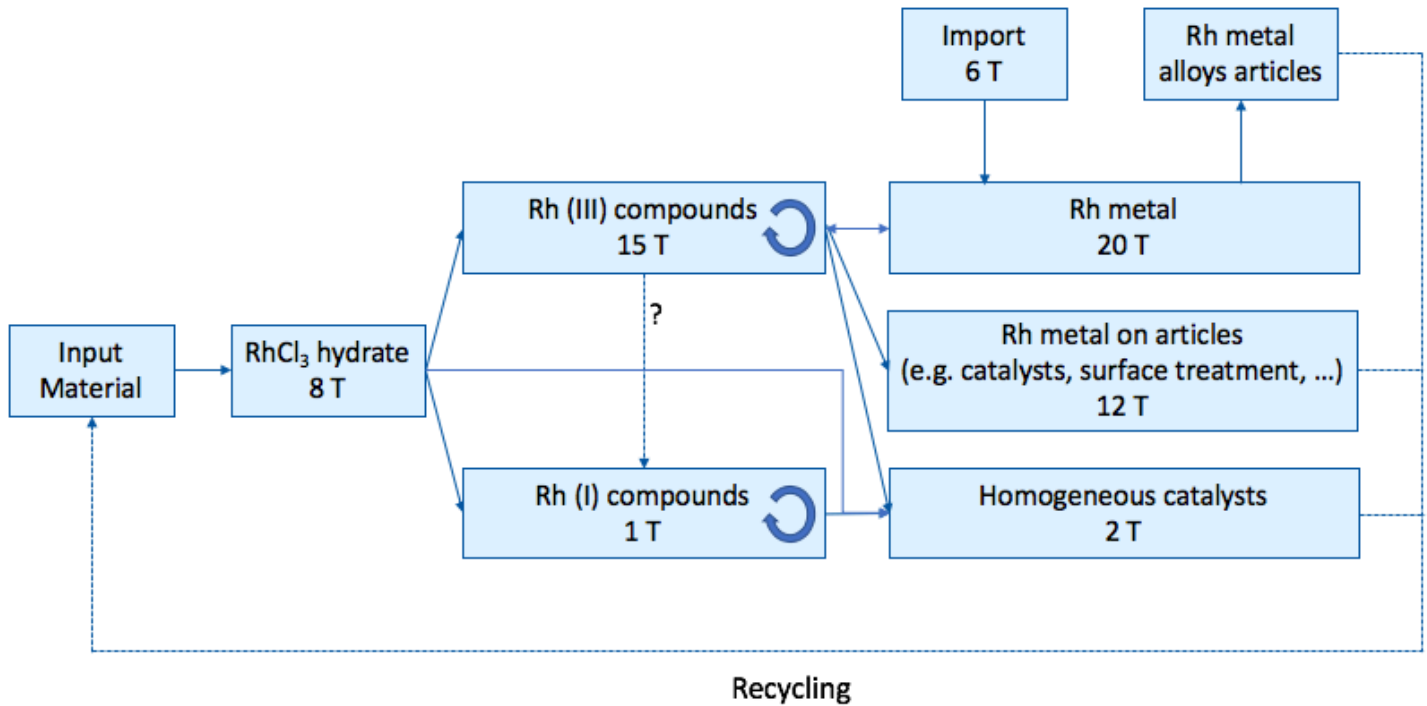 Import
6 T
Rh metal
alloys articles
Rh (III) compounds
15 T
Rh metal
20 T
?
Input
Material
RhCl₃ hydrate
8 T
Rh metal on articles
(e.g. catalysts, surface treatment, ...)
12 T
Rh (I) compounds
1 T
Homogeneous catalysts
2 T
Recycling